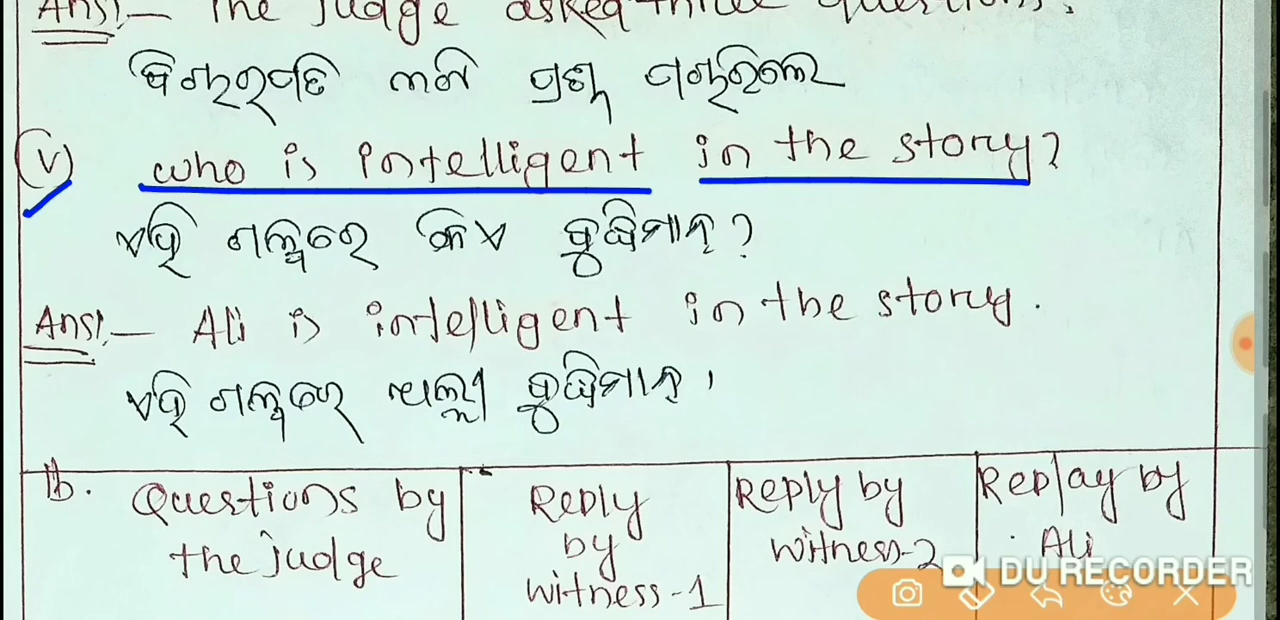 Ans:- The judge asked three questions.
ବିଚାରପତି ୩ଟି ପ୍ରଶ୍ନ ପଚାରିଲେ
(v) who is intelligent in the story?
ଏହି ଗଳ୍ପରେ କିଏ ବୁଦ୍ଧିମାନ୍?
Ans:- Ali is intelligent in the story.
ଏହି ଗଳ୍ପରେ ଅଲ୍ଲୀ ବୁଦ୍ଧିମାନ୍।
b. Questions by the judge
Reply by witness-1
Reply by witness-2
Replay by Ali
DU RECORDER